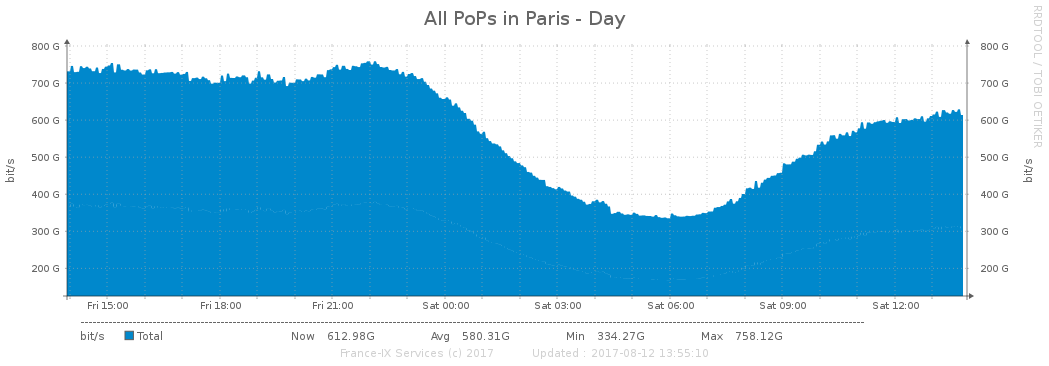 All PoPs in Paris - Day
RRDTOOL / TOBI OETIKER
800 G 800 G
700 G 700 G
600 G 600 G
500 G 500 G
400 G 400 G
300 G 300 G
200 G 200 G
bit/s bit/s
Fri 15:00 Fri 18:00 Fri 21:00 Sat 00:00 Sat 03:00 Sat 06:00 Sat 09:00 Sat 12:00
bit/s Total Now 612.98G Avg 580.31G Min 334.27G Max 758.12G
France-IX Services (c) 2017 Updated : 2017-08-12 13:55:10